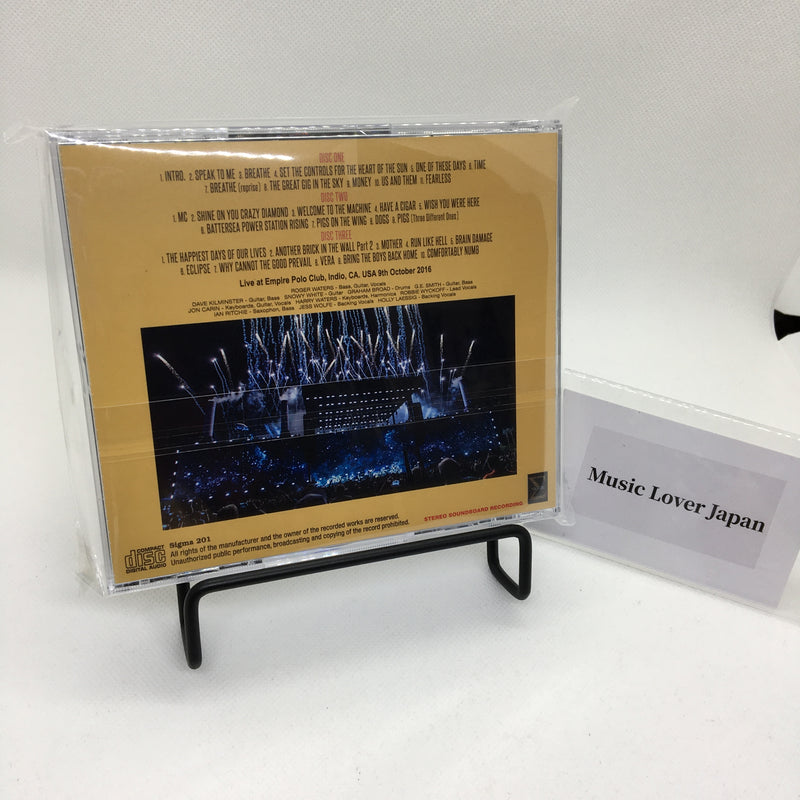 DISC ONE
1. INTRO. 2. SPEAK TO ME 3. BREATHE 4. SET THE CONTROLS FOR THE HEART OF THE SUN 5. ONE OF THESE DAYS 6. TIME
7. BREATHE (reprise) 8. THE GREAT GIG IN THE SKY 9. MONEY 10. US AND THEM 11. FEARLESS
DISC TWO
1. MC 2. SHINE ON YOU CRAZY DIAMOND 3. WELCOME TO THE MACHINE 4. HAVE A CIGAR 5. WISH YOU WERE HERE
6. BATTERSEA POWER STATION RISING 7. PIGS ON THE WING 8. DOGS 9. PIGS (Three Different Ones)
DISC THREE
1. THE HAPPIEST DAYS OF OUR LIVES 2. ANOTHER BRICK IN THE WALL Part 2 3. MOTHER 4. RUN LIKE HELL 5. BRAIN DAMAGE
6. ECLIPSE 7. WHY CANNOT THE GOOD PREVAIL 8. VERA 9. BRING THE BOYS BACK HOME 10. COMFORTABLY NUMB
Live at Empire Polo Club, Indio, CA. USA 9th October 2016
ROGER WATERS - Bass, Guitar, Vocals
DAVE KILMINSTER - Guitar, Bass SNOWY WHITE - Guitar GRAHAM BROAD - Drums G.E. SMITH - Guitar, Bass
JON CARIN - Keyboards, Guitar, Vocals HARRY WATERS - Keyboards, Harmonica ROBBIE WYCKOFF - Lead Vocals
IAN RITCHIE - Saxophon, Bass JESS WOLFE - Backing Vocals HOLLY LAESSIG - Backing Vocals
STEREO SOUNDBOARD RECORDING
COMPACT
disc
DIGITAL AUDIO
Sigma 201
All rights of the manufacturer and the owner of the recorded works are reserved.
Unauthorized public performance, broadcasting and copying of the record prohibited.
Music Lover Japan